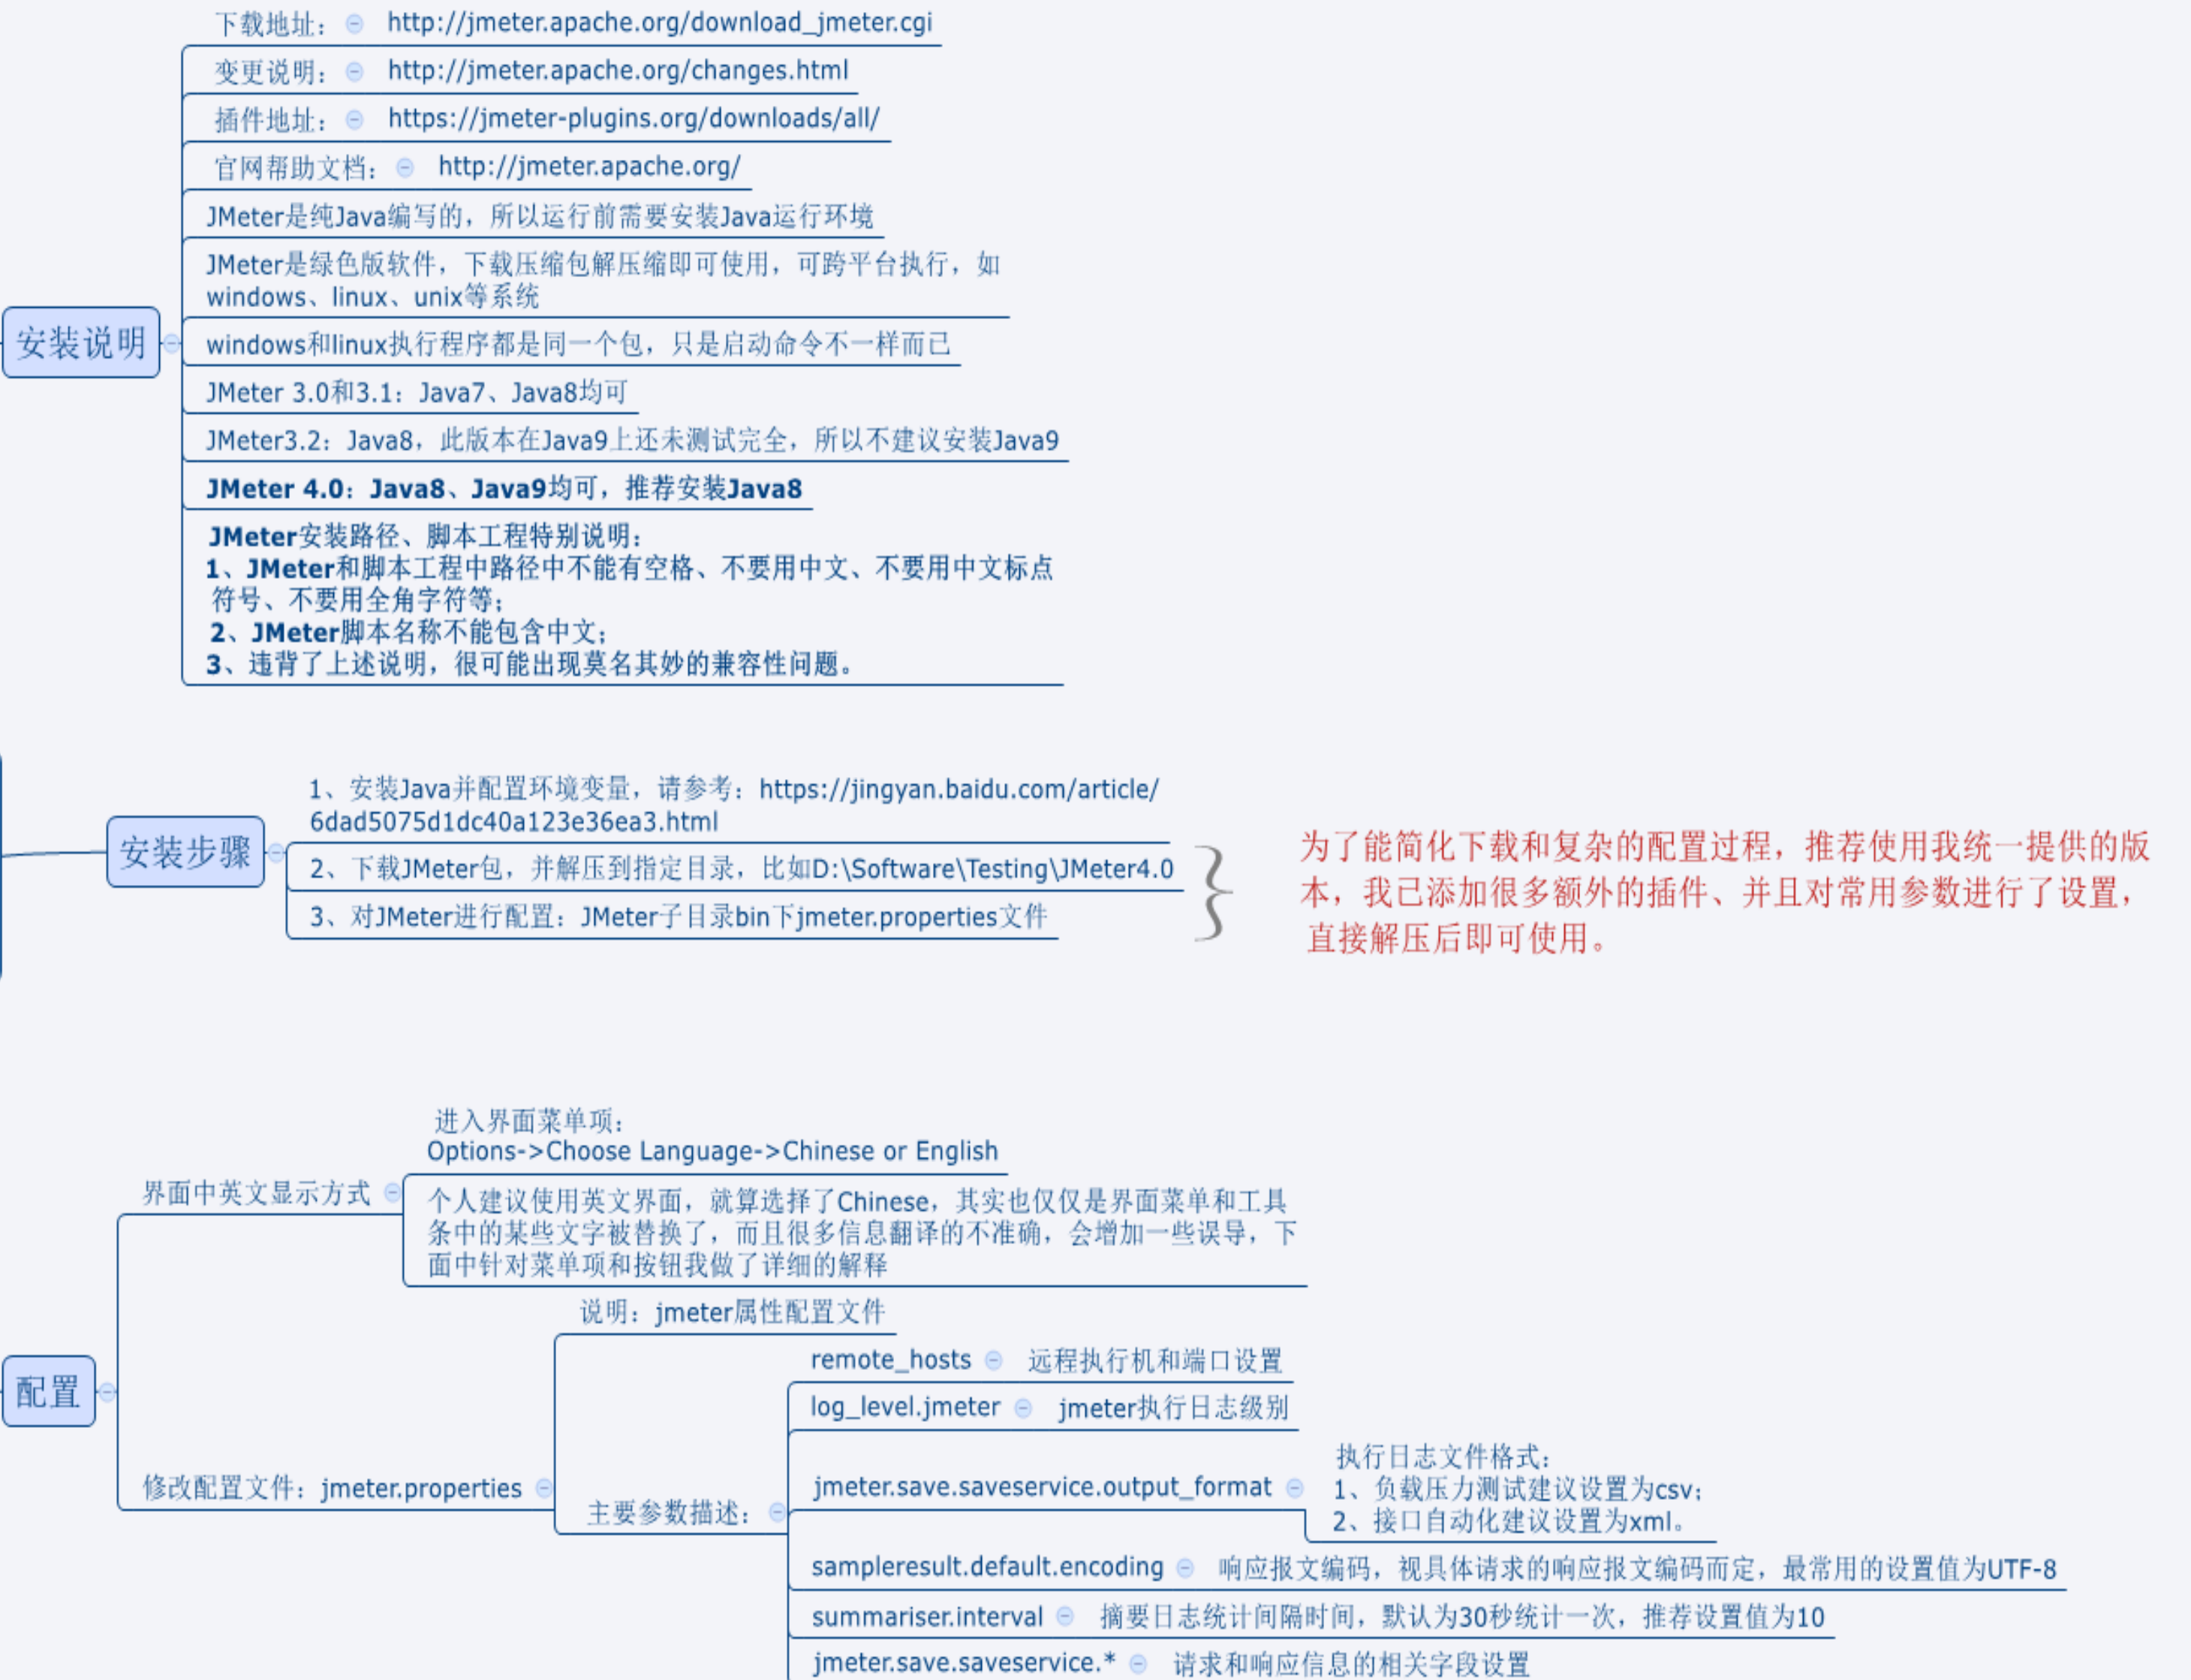 下载地址： http://jmeter.apache.org/download_jmeter.cgi
变更说明： http://jmeter.apache.org/changes.html
插件地址： https://jmeter-plugins.org/downloads/all/
官网帮助文档： http://jmeter.apache.org/
JMeter是纯Java编写的，所以运行前需要安装Java运行环境
JMeter是绿色版软件，下载压缩包解压缩即可使用，可跨平台执行，如
windows、linux、unix等系统
安装说明
windows和linux执行程序都是同一个包，只是启动命令不一样而已
JMeter 3.0和3.1：Java7、Java8均可
JMeter3.2：Java8，此版本在Java9上还未测试完全，所以不建议安装Java9
JMeter 4.0：Java8、Java9均可，推荐安装Java8
JMeter安装路径、脚本工程特别说明：
1、JMeter和脚本工程中路径中不能有空格、不要用中文、不要用中文标点
符号、不要用全角字符等；
2、JMeter脚本名称不能包含中文；
3、违背了上述说明，很可能出现莫名其妙的兼容性问题。
安装步骤
1、安装Java并配置环境变量，请参考：https://jingyan.baidu.com/article/
6dad5075d1dc40a123e36ea3.html
2、下载JMeter包，并解压到指定目录，比如D:\Software\Testing\JMeter4.0
3、对JMeter进行配置：JMeter子目录bin下jmeter.properties文件
为了能简化下载和复杂的配置过程，推荐使用我统一提供的版
本，我已添加很多额外的插件、并且对常用参数进行了设置，
直接解压后即可使用。
配置
界面中英文显示方式
进入界面菜单项：
Options->Choose Language->Chinese or English
个人建议使用英文界面，就算选择了Chinese，其实也仅仅是界面菜单和工具
条中的某些文字被替换了，而且很多信息翻译的不准确，会增加一些误导，下
面中针对菜单项和按钮我做了详细的解释
修改配置文件：jmeter.properties
说明：jmeter属性配置文件
主要参数描述：
remote_hosts 远程执行机和端口设置
log_level.jmeter jmeter执行日志级别
jmeter.save.saveservice.output_format
执行日志文件格式：
1、负载压力测试建议设置为csv；
2、接口自动化建议设置为xml。
sampleresult.default.encoding 响应报文编码，视具体请求的响应报文编码而定，最常用的设置值为UTF-8
summariser.interval 摘要日志统计间隔时间，默认为30秒统计一次，推荐设置值为10
jmeter.save.saveservice.* 请求和响应信息的相关字段设置